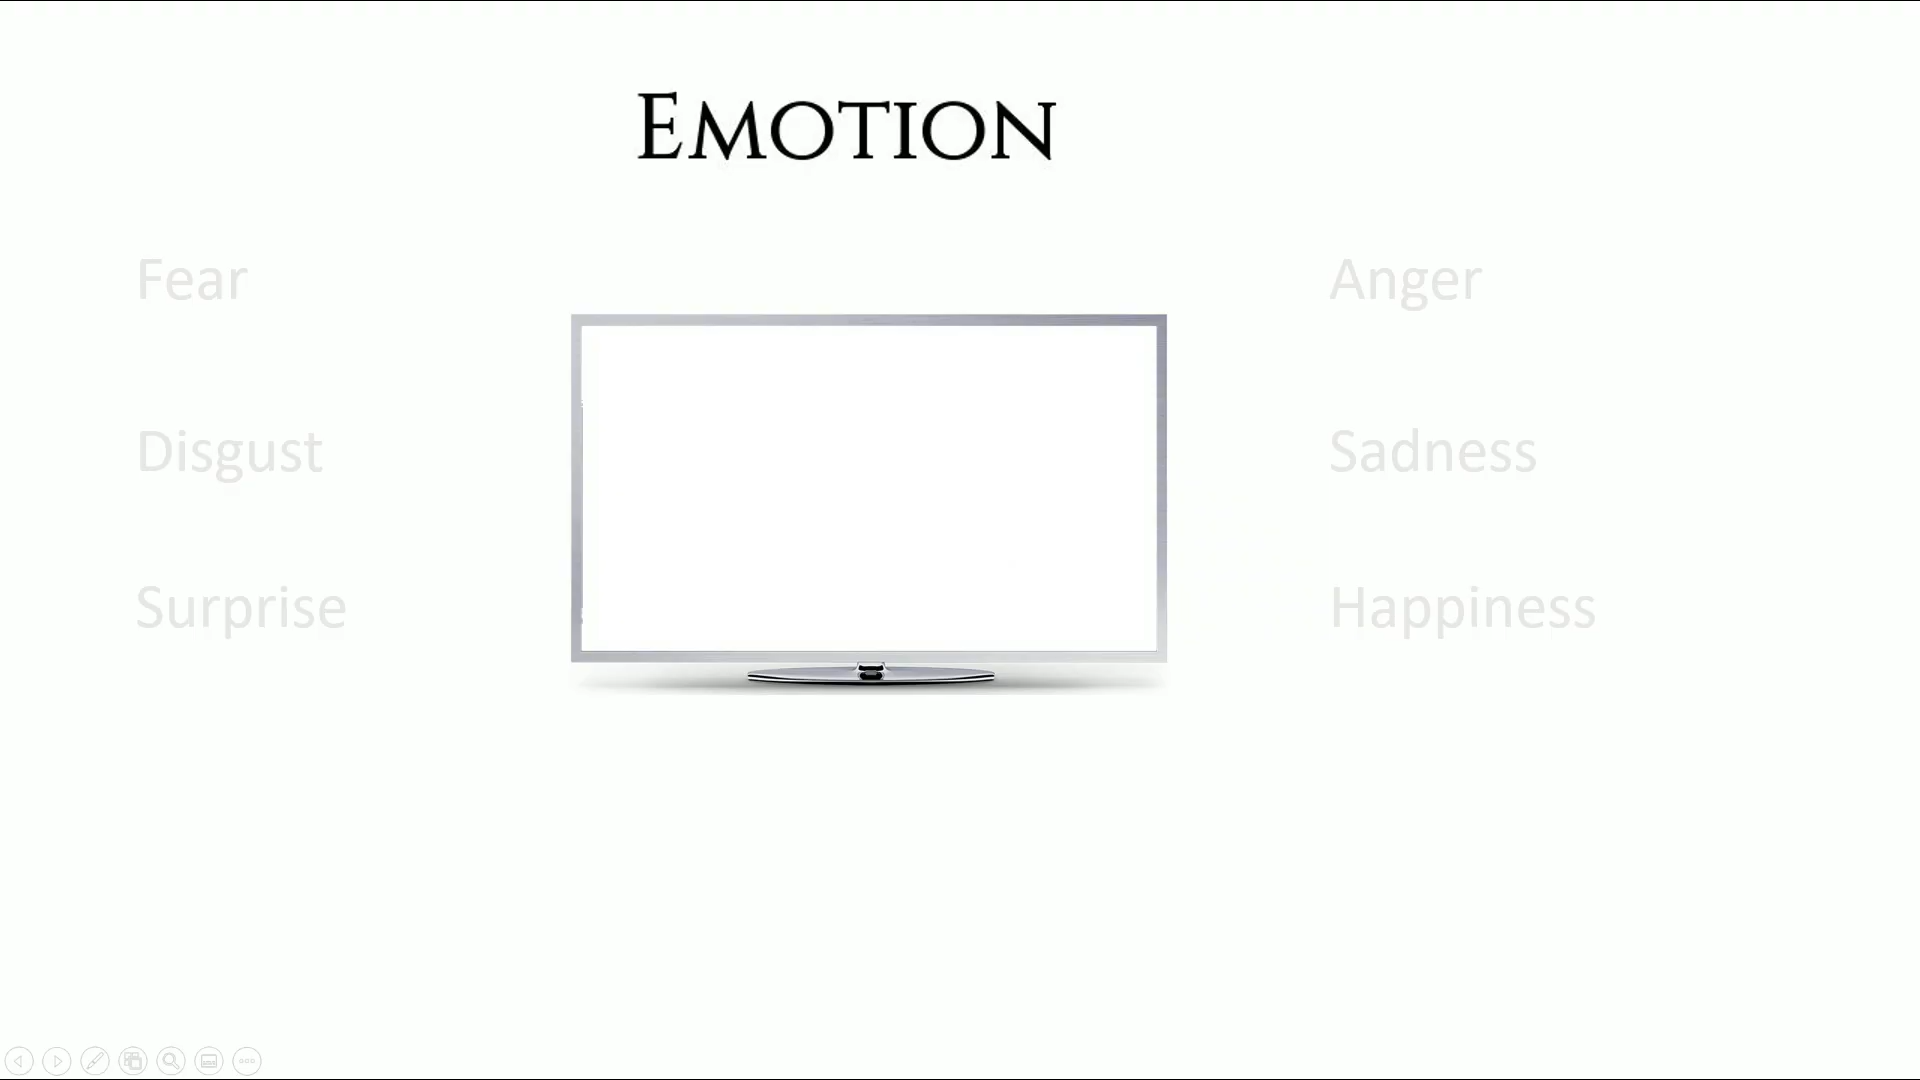 Emotion
Fear
Anger
Disgust
Sadness
Surprise
Happiness